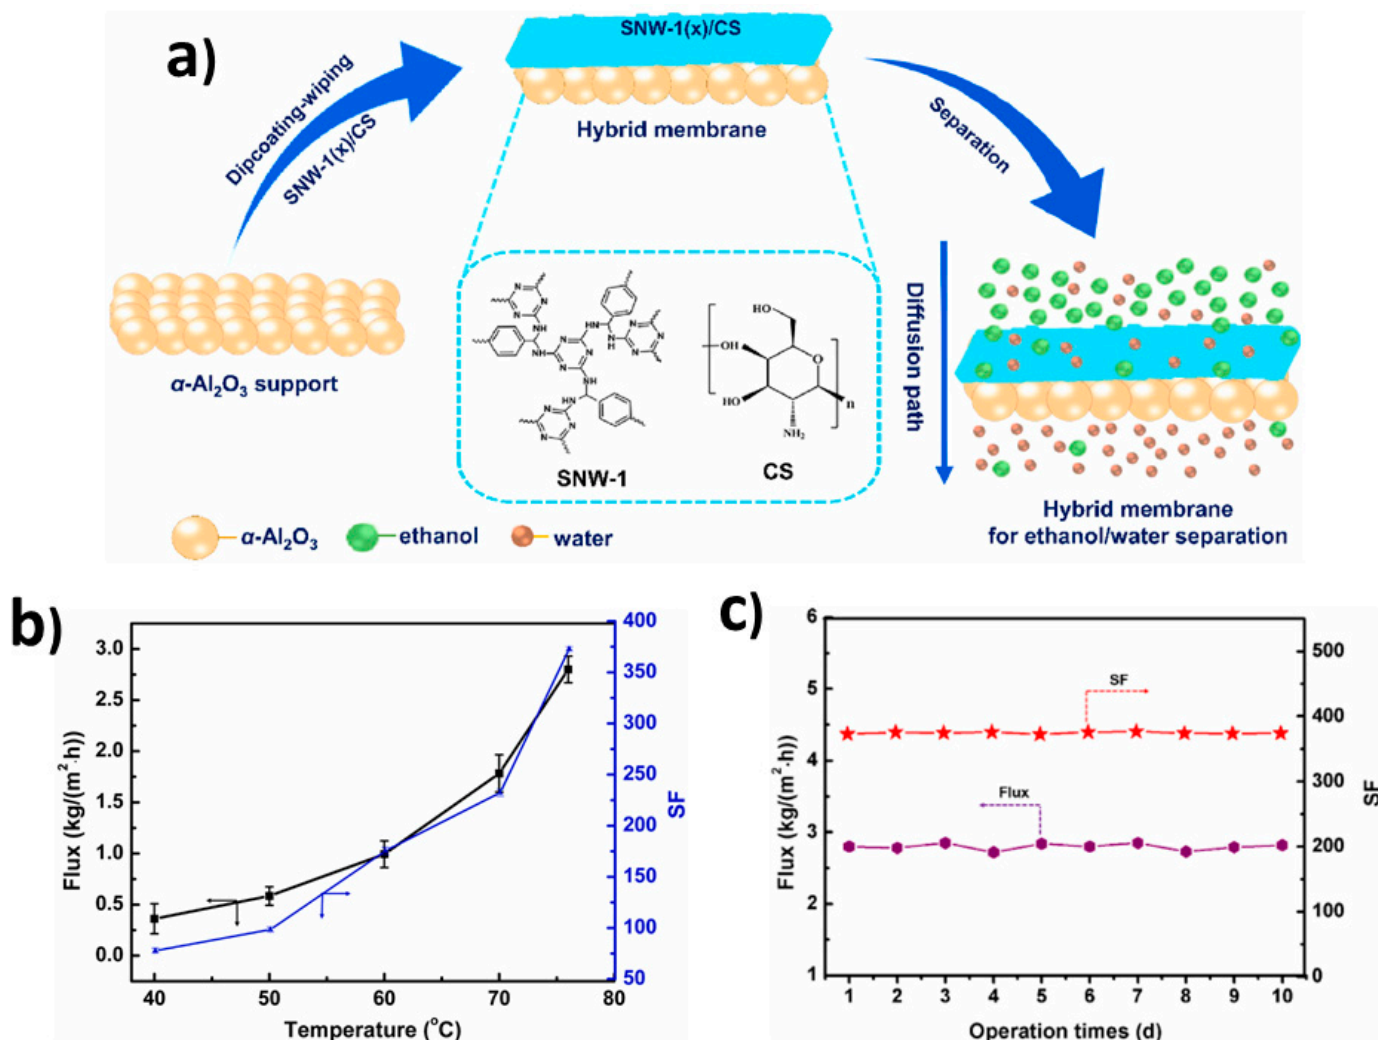 a)
SNW-1(x)/CS
Hybrid membrane
Dipcoating-wiping
SNW-1(x)/CS
Separation
α-Al₂O₃ support
N N N N N N
HN NH HN NH
HO
OH
O
HO
NH₂
n
SNW-1
CS
Diffusion path
Hybrid membrane
for ethanol/water separation
α-Al₂O₃
ethanol
water
b)
Flux (kg/(m²·h))
3.0
2.5
2.0
1.5
1.0
0.5
0.0
400
350
300
250
200
150
100
50
SF
40 50 60 70 80
Temperature (°C)
c)
Flux (kg/(m²·h))
6
5
4
3
2
1
SF
Flux
500
400
300
200
100
0
SF
1 2 3 4 5 6 7 8 9 10
Operation times (d)